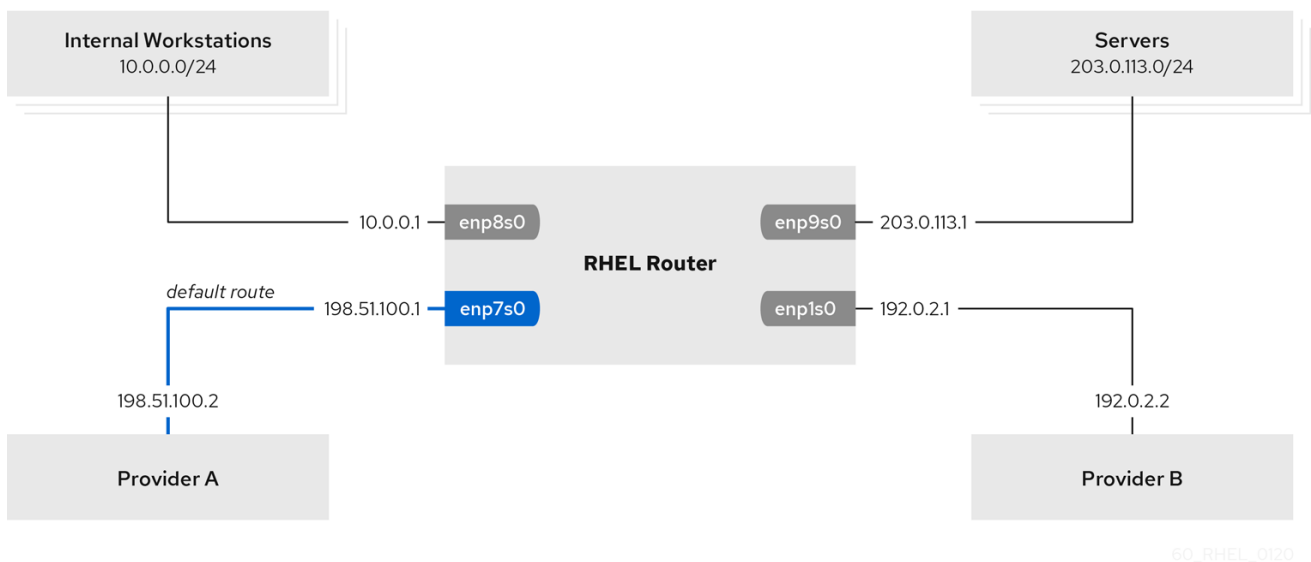 Internal Workstations
10.0.0.0/24
Servers
203.0.113.0/24
10.0.0.1
enp8s0
enp9s0
203.0.113.1
RHEL Router
default route
198.51.100.1
enp7s0
enp1s0
192.0.2.1
198.51.100.2
192.0.2.2
Provider A
Provider B
60_RHEL_0120